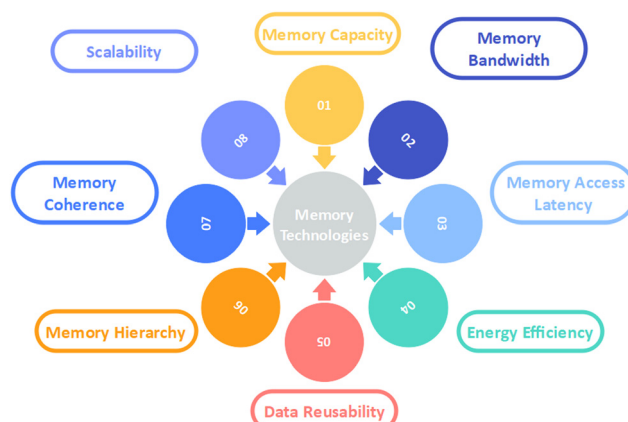 Memory Capacity
01
Memory
Bandwidth
02
Memory Access
Latency
03
Energy Efficiency
04
Data Reusability
05
Memory Hierarchy
06
Memory
Coherence
07
Scalability
08
Memory
Technologies